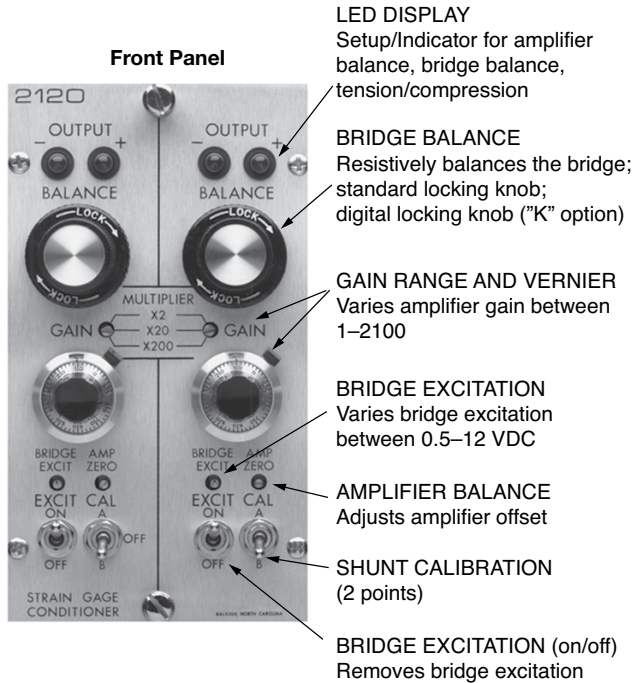 Front Panel
LED DISPLAY
Setup/Indicator for amplifier
balance, bridge balance,
tension/compression
BRIDGE BALANCE
Resistively balances the bridge;
standard locking knob;
digital locking knob (”K” option)
GAIN RANGE AND VERNIER
Varies amplifier gain between
1–2100
BRIDGE EXCITATION
Varies bridge excitation
between 0.5–12 VDC
AMPLIFIER BALANCE
Adjusts amplifier offset
SHUNT CALIBRATION
(2 points)
BRIDGE EXCITATION (on/off)
Removes bridge excitation
2120
OUTPUT
− +
BALANCE
LOCK
LOCK
OUTPUT
− +
BALANCE
LOCK
LOCK
MULTIPLIER
X2
GAIN X20 GAIN
X200
BRIDGE AMP
EXCIT ZERO
EXCIT CAL
ON A
OFF
OFF B
BRIDGE AMP
EXCIT ZERO
EXCIT CAL
ON A
OFF B
STRAIN GAGE
CONDITIONER
RALEIGH, NORTH CAROLINA